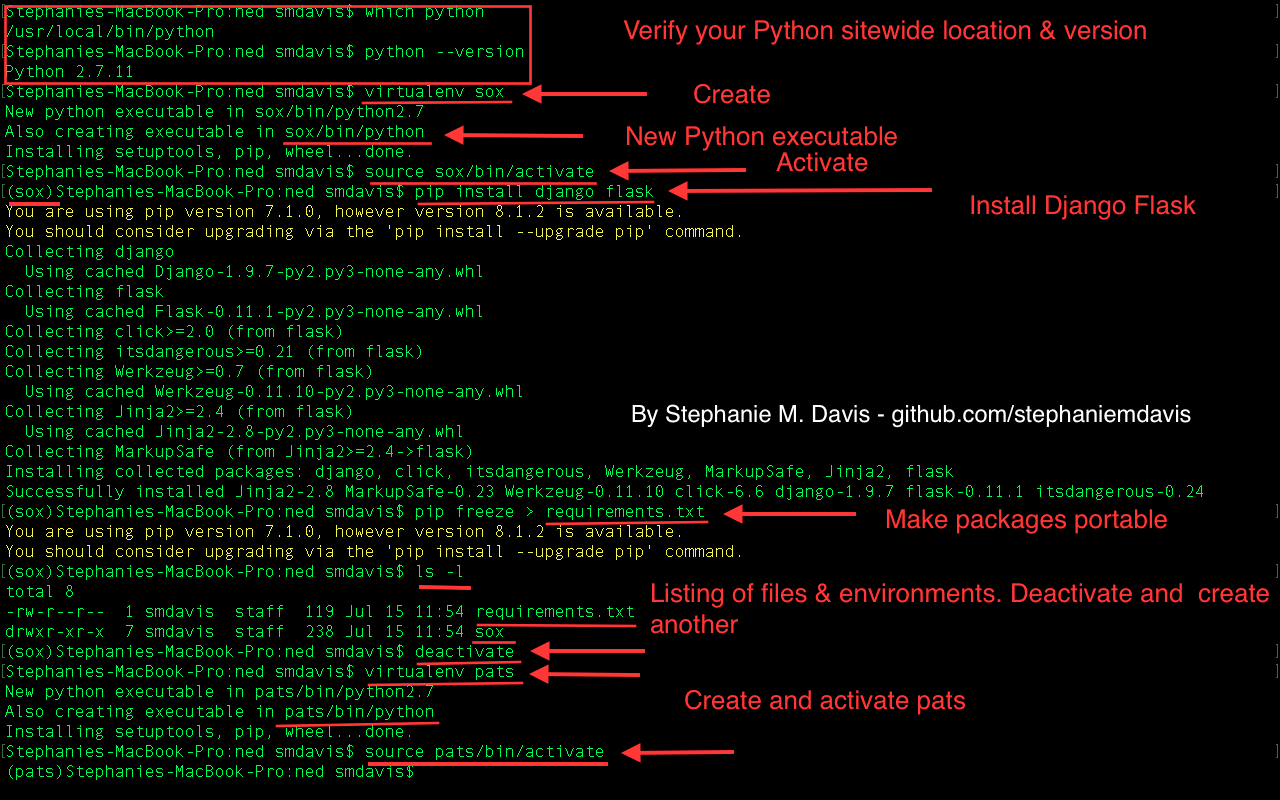 [Stephanies-MacBook-Pro:ned smdavis$ which python ]
/usr/local/bin/python
Verify your Python sitewide location & version
[Stephanies-MacBook-Pro:ned smdavis$ python --version ]
Python 2.7.11
[Stephanies-MacBook-Pro:ned smdavis$ virtualenv sox ]
Create
New python executable in sox/bin/python2.7
Also creating executable in sox/bin/python
New Python executable
Installing setuptools, pip, wheel...done.
Activate
[Stephanies-MacBook-Pro:ned smdavis$ source sox/bin/activate ]
[(sox)Stephanies-MacBook-Pro:ned smdavis$ pip install django flask ]
Install Django Flask
You are using pip version 7.1.0, however version 8.1.2 is available.
You should consider upgrading via the 'pip install --upgrade pip' command.
Collecting django
Using cached Django-1.9.7-py2.py3-none-any.whl
Collecting flask
Using cached Flask-0.11.1-py2.py3-none-any.whl
Collecting click>=2.0 (from flask)
Collecting itsdangerous>=0.21 (from flask)
Collecting Werkzeug>=0.7 (from flask)
Using cached Werkzeug-0.11.10-py2.py3-none-any.whl
Collecting Jinja2>=2.4 (from flask)
By Stephanie M. Davis - github.com/stephaniemdavis
Using cached Jinja2-2.8-py2.py3-none-any.whl
Collecting MarkupSafe (from Jinja2>=2.4->flask)
Installing collected packages: django, click, itsdangerous, Werkzeug, MarkupSafe, Jinja2, flask
Successfully installed Jinja2-2.8 MarkupSafe-0.23 Werkzeug-0.11.10 click-6.6 django-1.9.7 flask-0.11.1 itsdangerous-0.24
[(sox)Stephanies-MacBook-Pro:ned smdavis$ pip freeze > requirements.txt ]
Make packages portable
You are using pip version 7.1.0, however version 8.1.2 is available.
You should consider upgrading via the 'pip install --upgrade pip' command.
[(sox)Stephanies-MacBook-Pro:ned smdavis$ ls -l ]
total 8
-rw-r--r-- 1 smdavis staff 119 Jul 15 11:54 requirements.txt
drwxr-xr-x 7 smdavis staff 238 Jul 15 11:54 sox
Listing of files & environments. Deactivate and create
another
[(sox)Stephanies-MacBook-Pro:ned smdavis$ deactivate ]
[Stephanies-MacBook-Pro:ned smdavis$ virtualenv pats ]
New python executable in pats/bin/python2.7
Create and activate pats
Also creating executable in pats/bin/python
Installing setuptools, pip, wheel...done.
[Stephanies-MacBook-Pro:ned smdavis$ source pats/bin/activate ]
(pats)Stephanies-MacBook-Pro:ned smdavis$